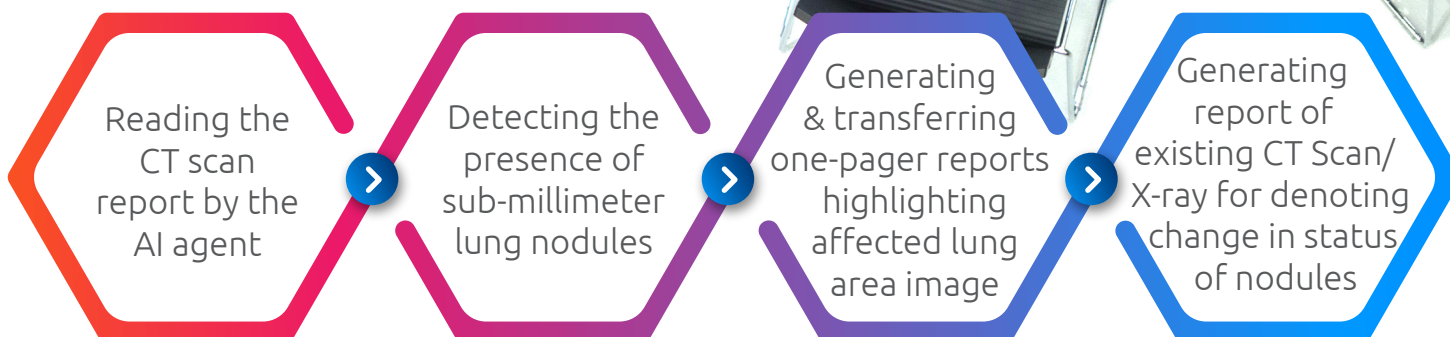 Reading the
CT scan
report by the
AI agent
Detecting the
presence of
sub-millimeter
lung nodules
Generating
& transferring
one-pager reports
highlighting
affected lung
area image
Generating
report of
existing CT Scan/
X-ray for denoting
change in status
of nodules